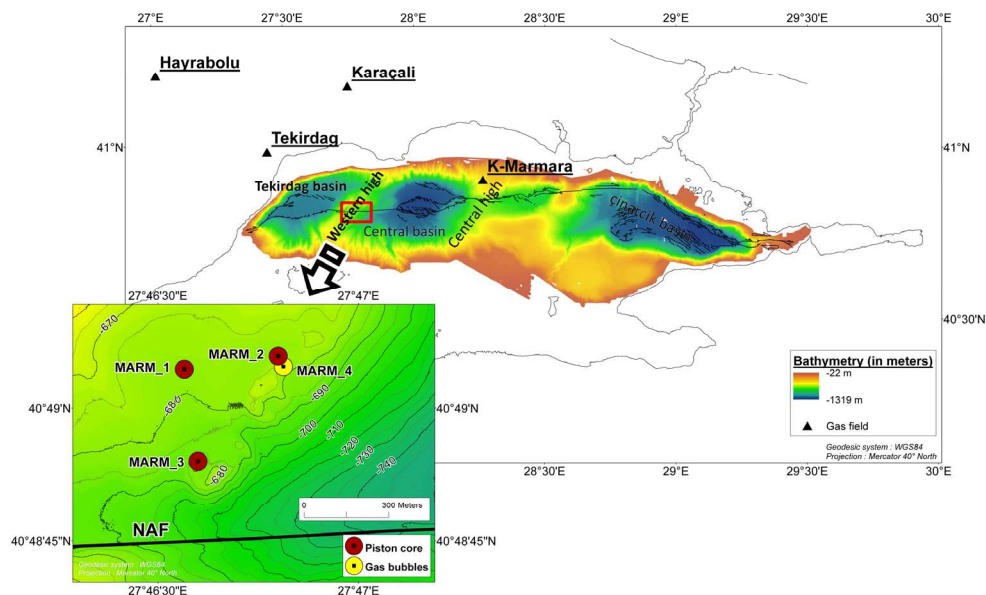 27°E
27°30'E
28°E
28°30'E
29°E
29°30'E
30°E
Hayrabolu
Karaçali
Tekirdag
41°N
41°N
K-Marmara
Tekirdag basin
Western high
Central basin
Central high
çinarcik basin
40°30'N
Bathymetry (in meters)
-22 m
-1319 m
Gas field
Geodesic system : WGS84
Projection : Mercator 40° North
28°30'E
29°E
29°30'E
30°E
27°46'30"E
27°47'E
-670
MARM_2
MARM_1
MARM_4
-690
-680
40°49'N
40°49'N
-700
-710
-720
-730
-740
MARM_3
-680
0
300 Meters
NAF
40°48'45"N
40°48'45"N
Piston core
Gas bubbles
Geodesic system : WGS84
Projection : Mercator 40° North
27°46'30"E
27°47'E